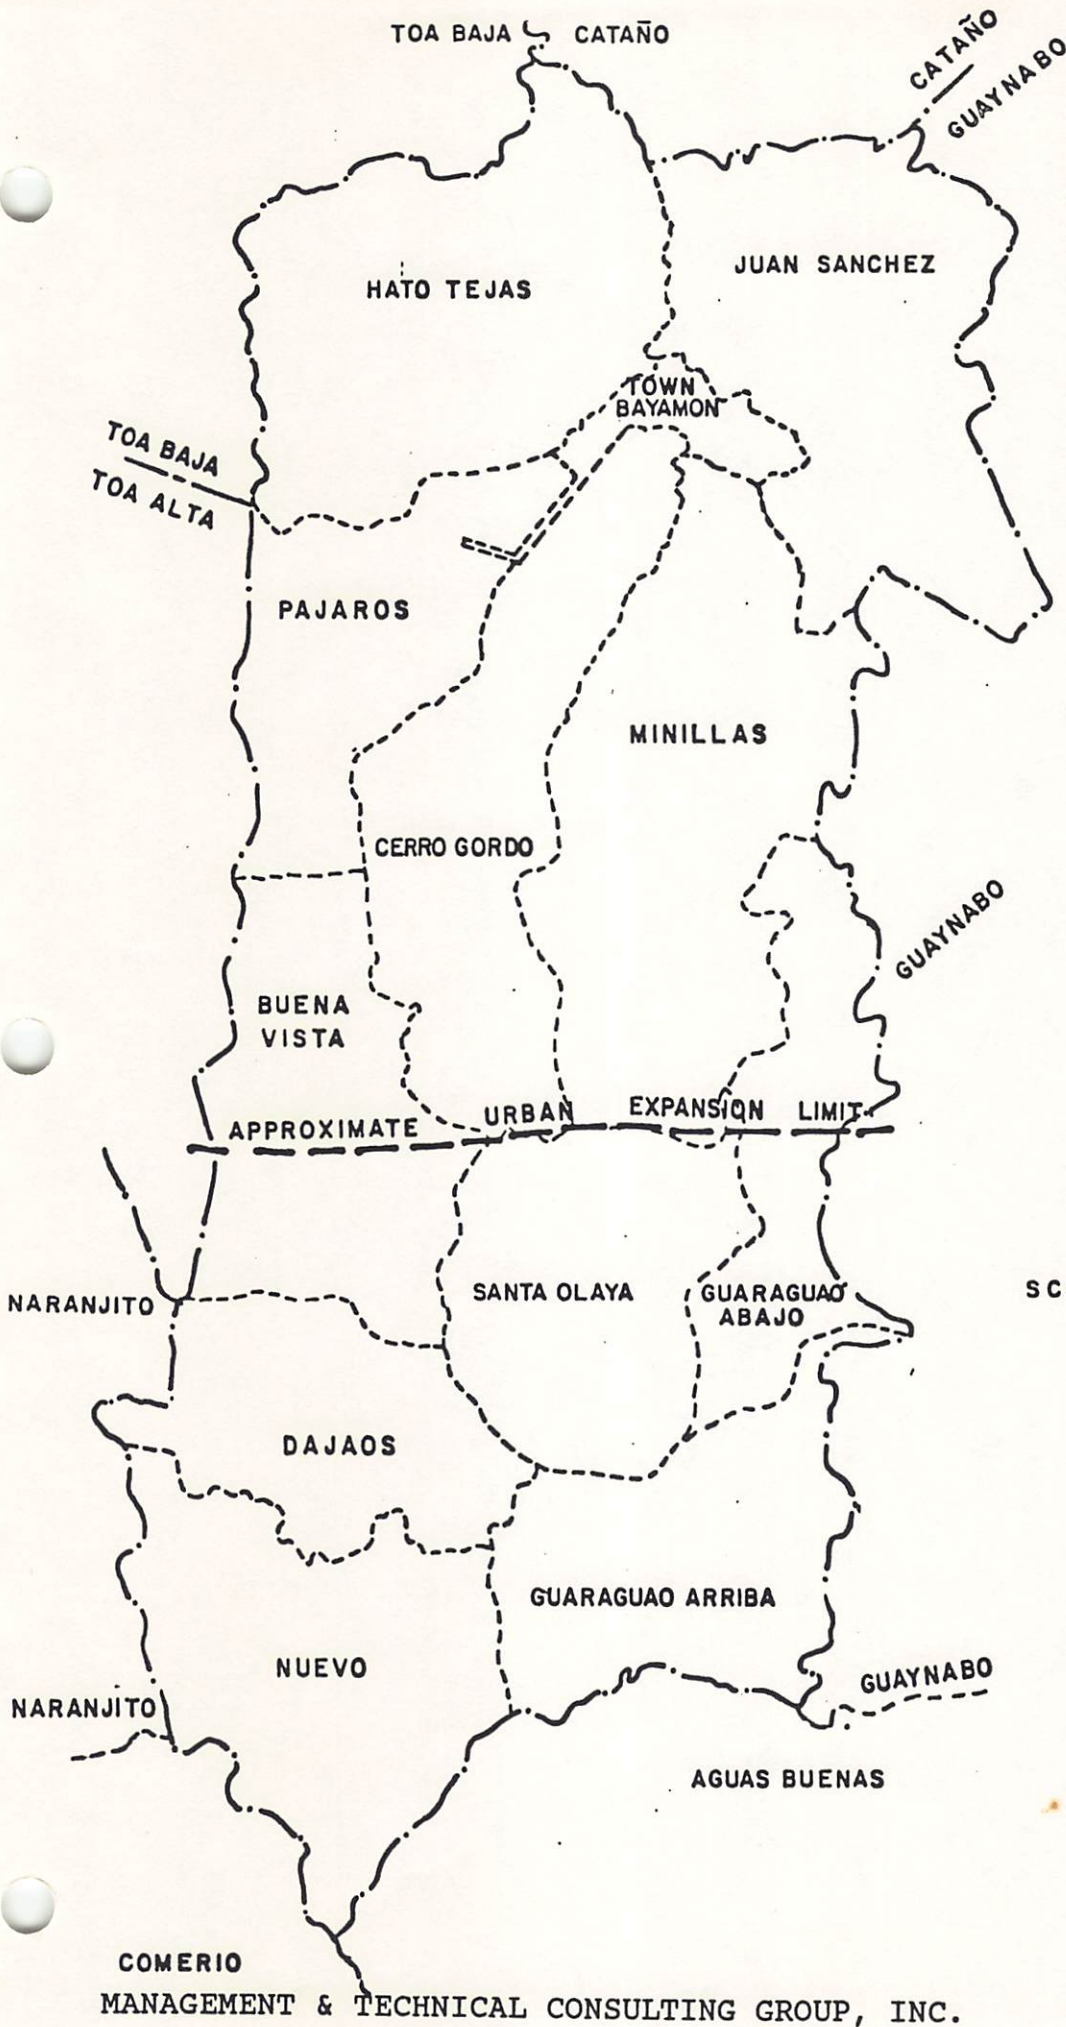 TOA BAJA CATAÑO
CATAÑO
GUAYNABO
JUAN SANCHEZ
HATO TEJAS
TOWN
BAYAMON
TOA BAJA
TOA ALTA
PAJAROS
MINILLAS
CERRO GORDO
GUAYNABO
BUENA
VISTA
APPROXIMATE URBAN EXPANSION LIMIT
SANTA OLAYA
GUARAGUAO
ABAJO
NARANJITO
SC
DAJAOS
GUARAGUAO ARRIBA
NUEVO
GUAYNABO
NARANJITO
AGUAS BUENAS
COMERIO
MANAGEMENT & TECHNICAL CONSULTING GROUP, INC.